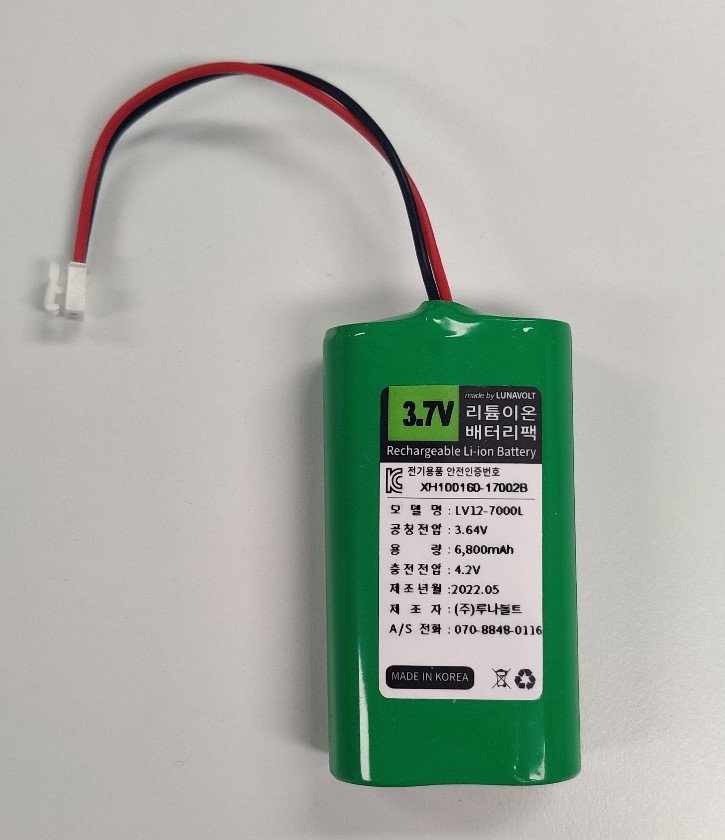 made by LUNAVOLT
3.7V 리튬이온
배터리팩
Rechargeable Li-ion Battery
전기용품 안전인증번호
XH100160-17002B
모 델 명 : LV12-7000L
공칭전압 : 3.64V
용 량 : 6,800mAh
충전전압 : 4.2V
제조년월 :2022.05
제 조 자 : (주)루나볼트
A/S 전화 : 070-8848-0116
MADE IN KOREA